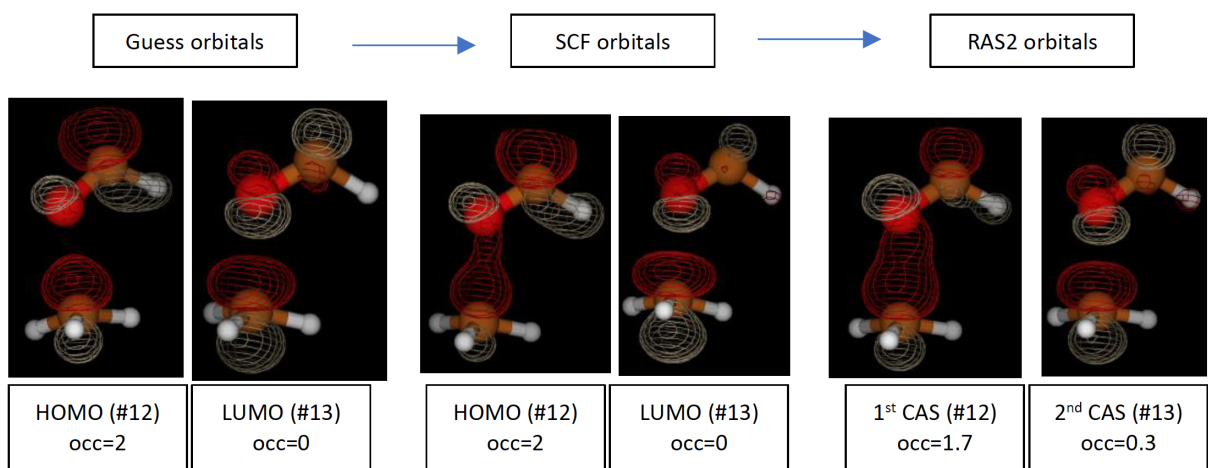 Guess orbitals
SCF orbitals
RAS2 orbitals
HOMO (#12)
occ=2
LUMO (#13)
occ=0
HOMO (#12)
occ=2
LUMO (#13)
occ=0
1st CAS (#12)
occ=1.7
2nd CAS (#13)
occ=0.3